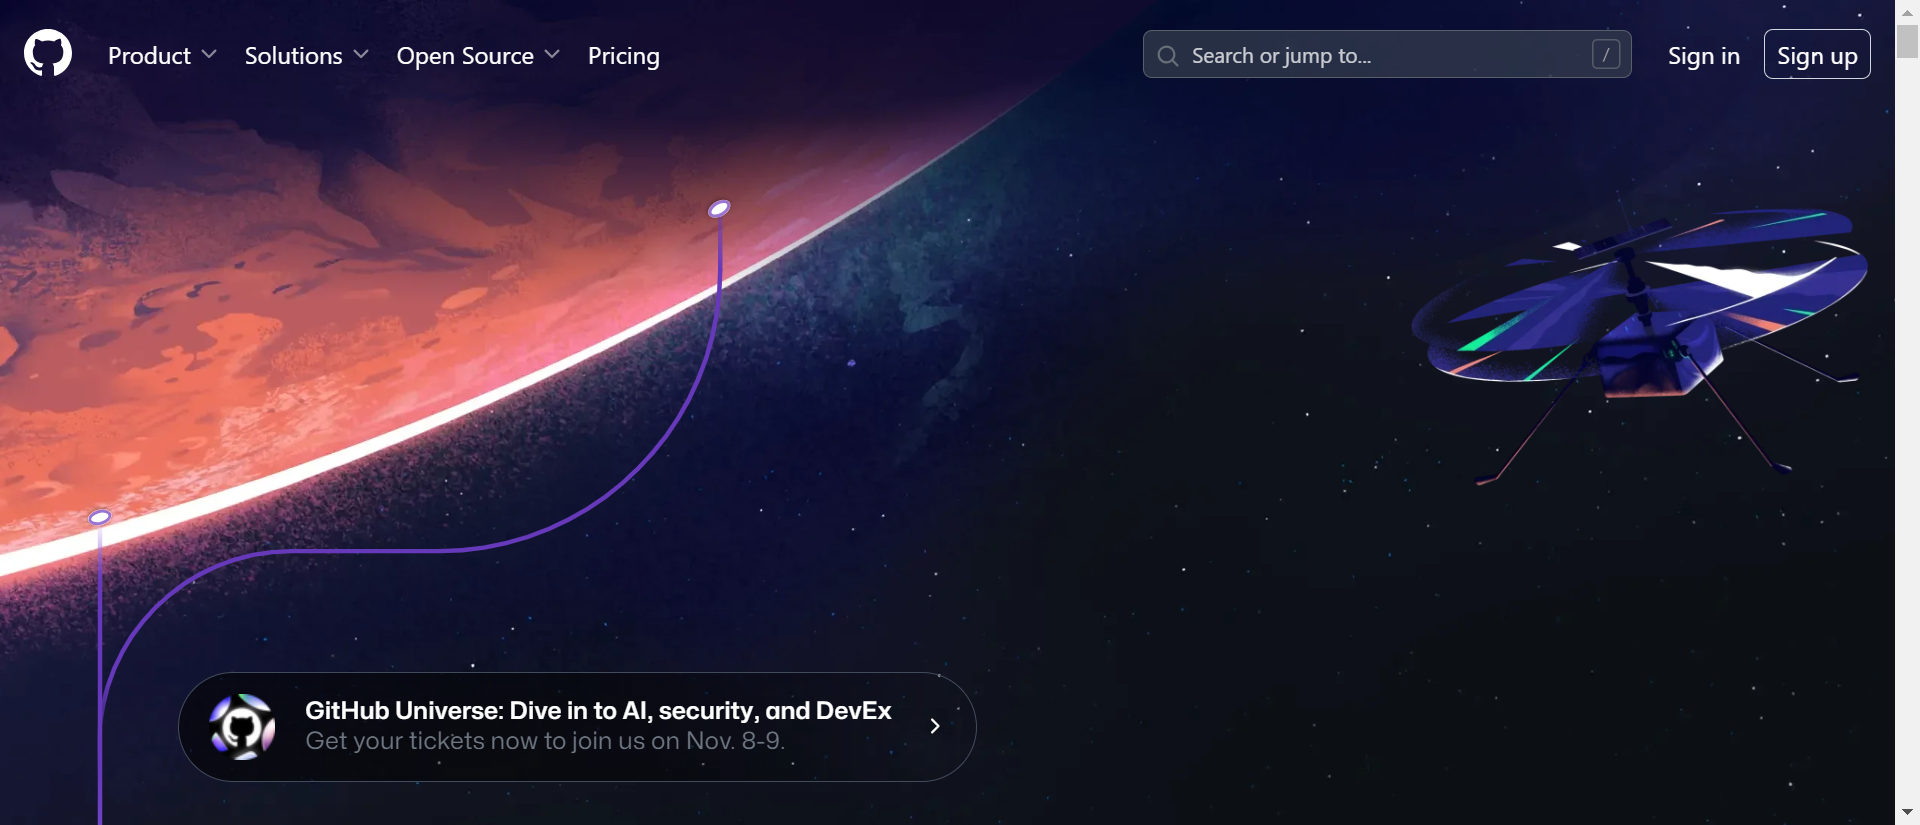 Product Solutions Open Source Pricing Search or jump to... / Sign in Sign up
GitHub Universe: Dive in to AI, security, and DevEx
Get your tickets now to join us on Nov. 8-9.